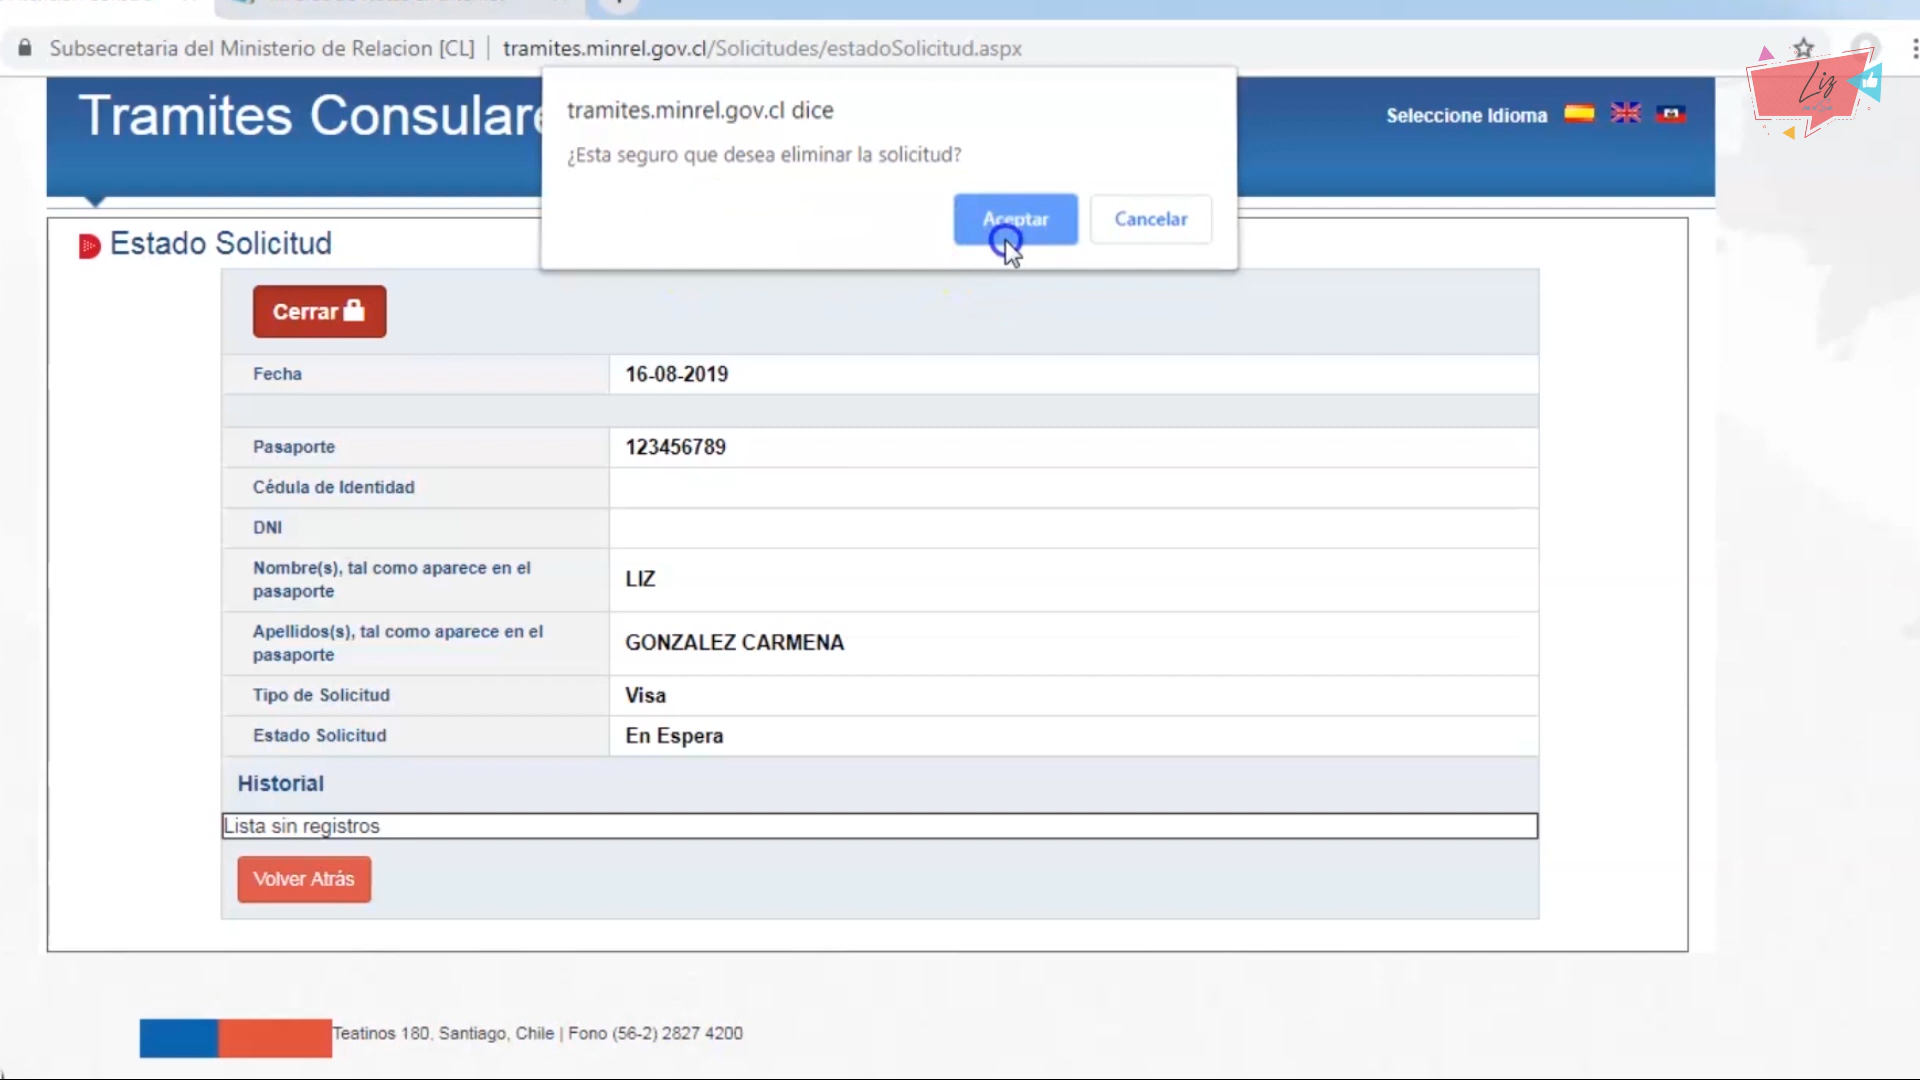 Subsecretaria del Ministerio de Relacion [CL] | tramites.minrel.gov.cl/Solicitudes/estadoSolicitud.aspx
Liz
Tramites Consulare
tramites.minrel.gov.cl dice
¿Esta seguro que desea eliminar la solicitud?
Aceptar Cancelar
Seleccione Idioma
Estado Solicitud
Cerrar
Fecha 16-08-2019
Pasaporte 123456789
Cédula de Identidad
DNI
Nombre(s), tal como aparece en el
pasaporte
LIZ
Apellidos(s), tal como aparece en el
pasaporte
GONZALEZ CARMENA
Tipo de Solicitud Visa
Estado Solicitud En Espera
Historial
Lista sin registros
Volver Atrás
Teatinos 180, Santiago, Chile | Fono (56-2) 2827 4200